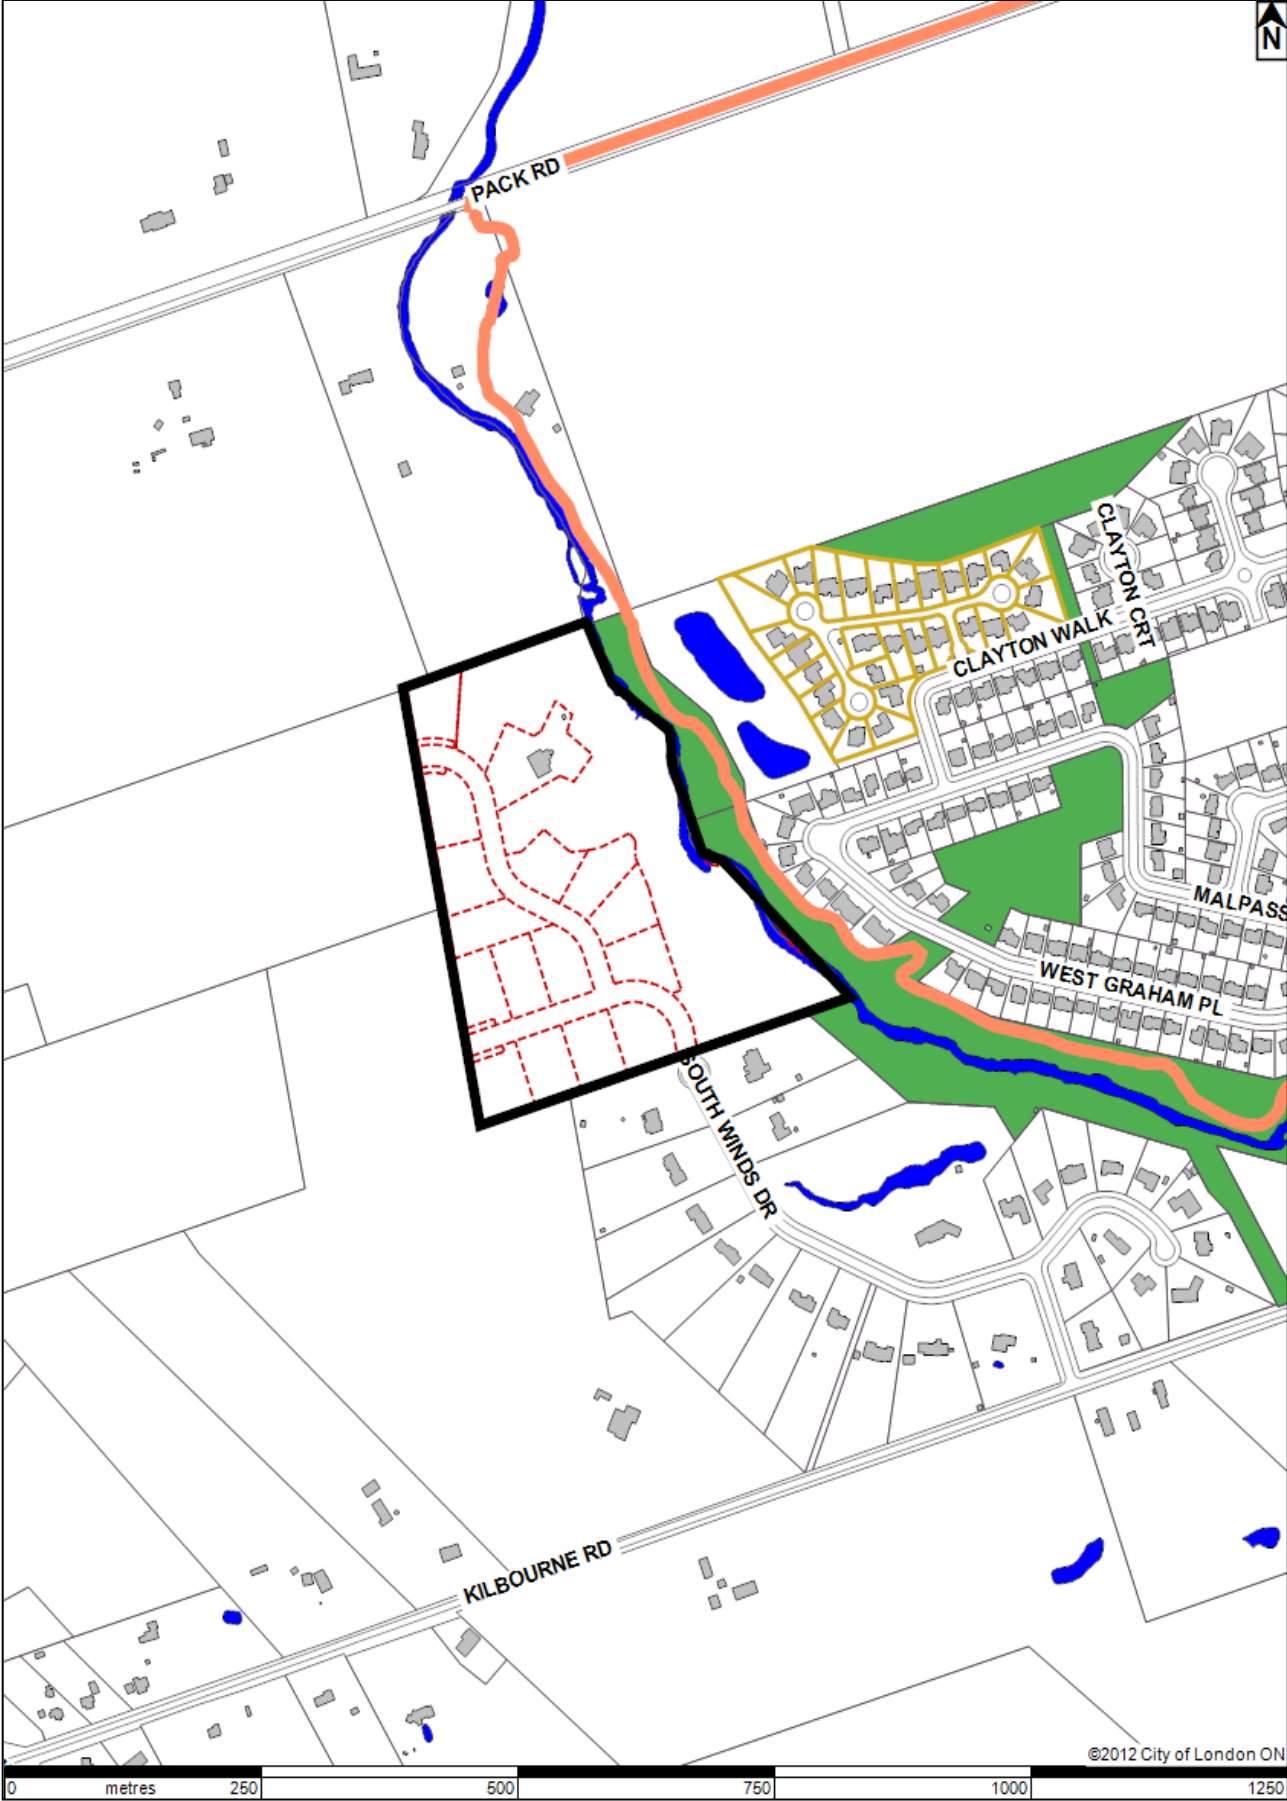 N
PACK RD
CLAYTON CRT
CLAYTON WALK
MALPASS
WEST GRAHAM PL
SOUTH WINDS DR
KILBOURNE RD
©2012 City of London ON
0 metres 250 500 750 1000 1250